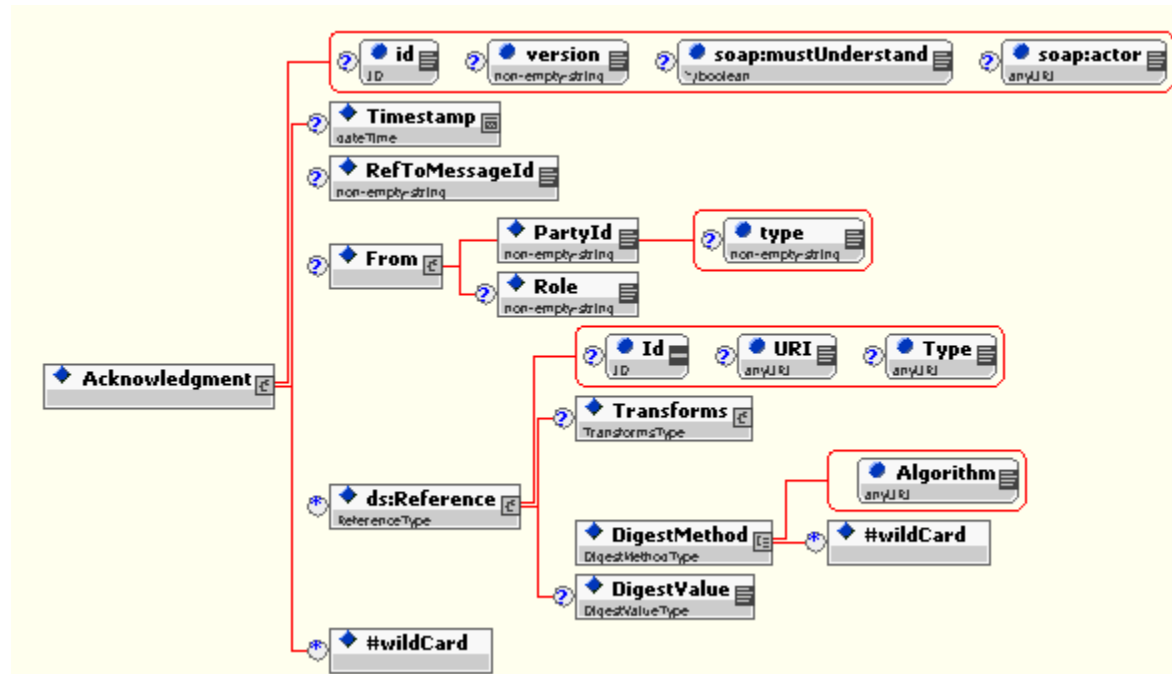 ? id ? version ? soap:mustUnderstand ? soap:actor
ID non-empty-string */boolean anyURI
? Timestamp
dateTime
? RefToMessageId
non-empty-string
? From
PartyId
non-empty-string
? type
non-empty-string
? Role
non-empty-string
Acknowledgment
* ds:Reference
ReferenceType
? Id ? URI ? Type
ID anyURI anyURI
? Transforms
TransformsType
DigestMethod
DigestMethodType
Algorithm
anyURI
* #wildCard
? DigestValue
DigestValueType
* #wildCard